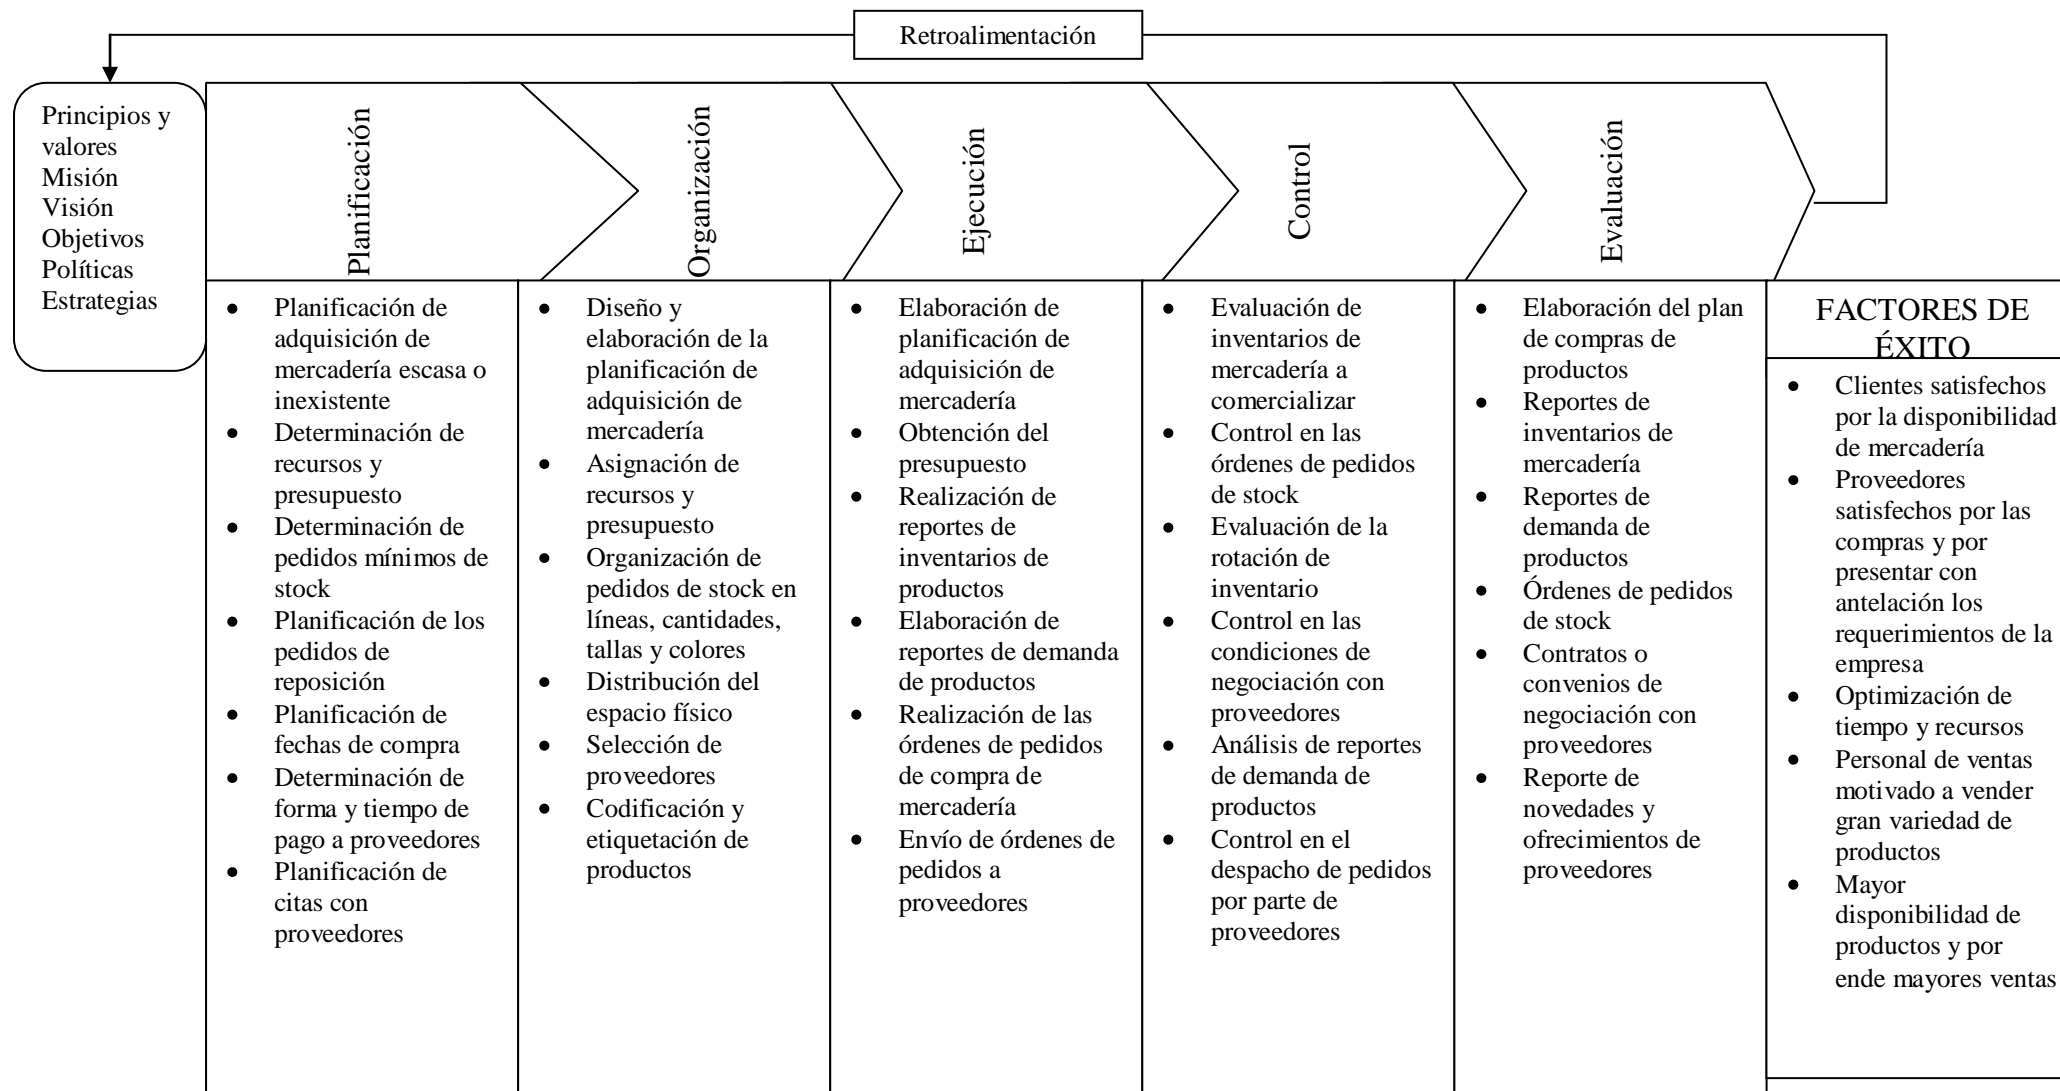 Retroalimentación
Principios y
valores
Misión
Visión
Objetivos
Políticas
Estrategias
Planificación
Organización
Ejecución
Control
Evaluación
• Planificación de
adquisición de
mercadería escasa o
inexistente
• Determinación de
recursos y
presupuesto
• Determinación de
pedidos mínimos de
stock
• Planificación de los
pedidos de
reposición
• Planificación de
fechas de compra
• Determinación de
forma y tiempo de
pago a proveedores
• Planificación de
citas con
proveedores
• Diseño y
elaboración de la
planificación de
adquisición de
mercadería
• Asignación de
recursos y
presupuesto
• Organización de
pedidos de stock en
líneas, cantidades,
tallas y colores
• Distribución del
espacio físico
• Selección de
proveedores
• Codificación y
etiquetación de
productos
• Elaboración de
planificación de
adquisición de
mercadería
• Obtención del
presupuesto
• Realización de
reportes de
inventarios de
productos
• Elaboración de
reportes de demanda
de productos
• Realización de las
órdenes de pedidos
de compra de
mercadería
• Envío de órdenes de
pedidos a
proveedores
• Evaluación de
inventarios de
mercadería a
comercializar
• Control en las
órdenes de pedidos
de stock
• Evaluación de la
rotación de
inventario
• Control en las
condiciones de
negociación con
proveedores
• Análisis de reportes
de demanda de
productos
• Control en el
despacho de pedidos
por parte de
proveedores
• Elaboración del plan
de compras de
productos
• Reportes de
inventarios de
mercadería
• Reportes de
demanda de
productos
• Órdenes de pedidos
de stock
• Contratos o
convenios de
negociación con
proveedores
• Reporte de
novedades y
ofrecimientos de
proveedores
FACTORES DE
ÉXITO
• Clientes satisfechos
por la disponibilidad
de mercadería
• Proveedores
satisfechos por las
compras y por
presentar con
antelación los
requerimientos de la
empresa
• Optimización de
tiempo y recursos
• Personal de ventas
motivado a vender
gran variedad de
productos
• Mayor
disponibilidad de
productos y por
ende mayores ventas